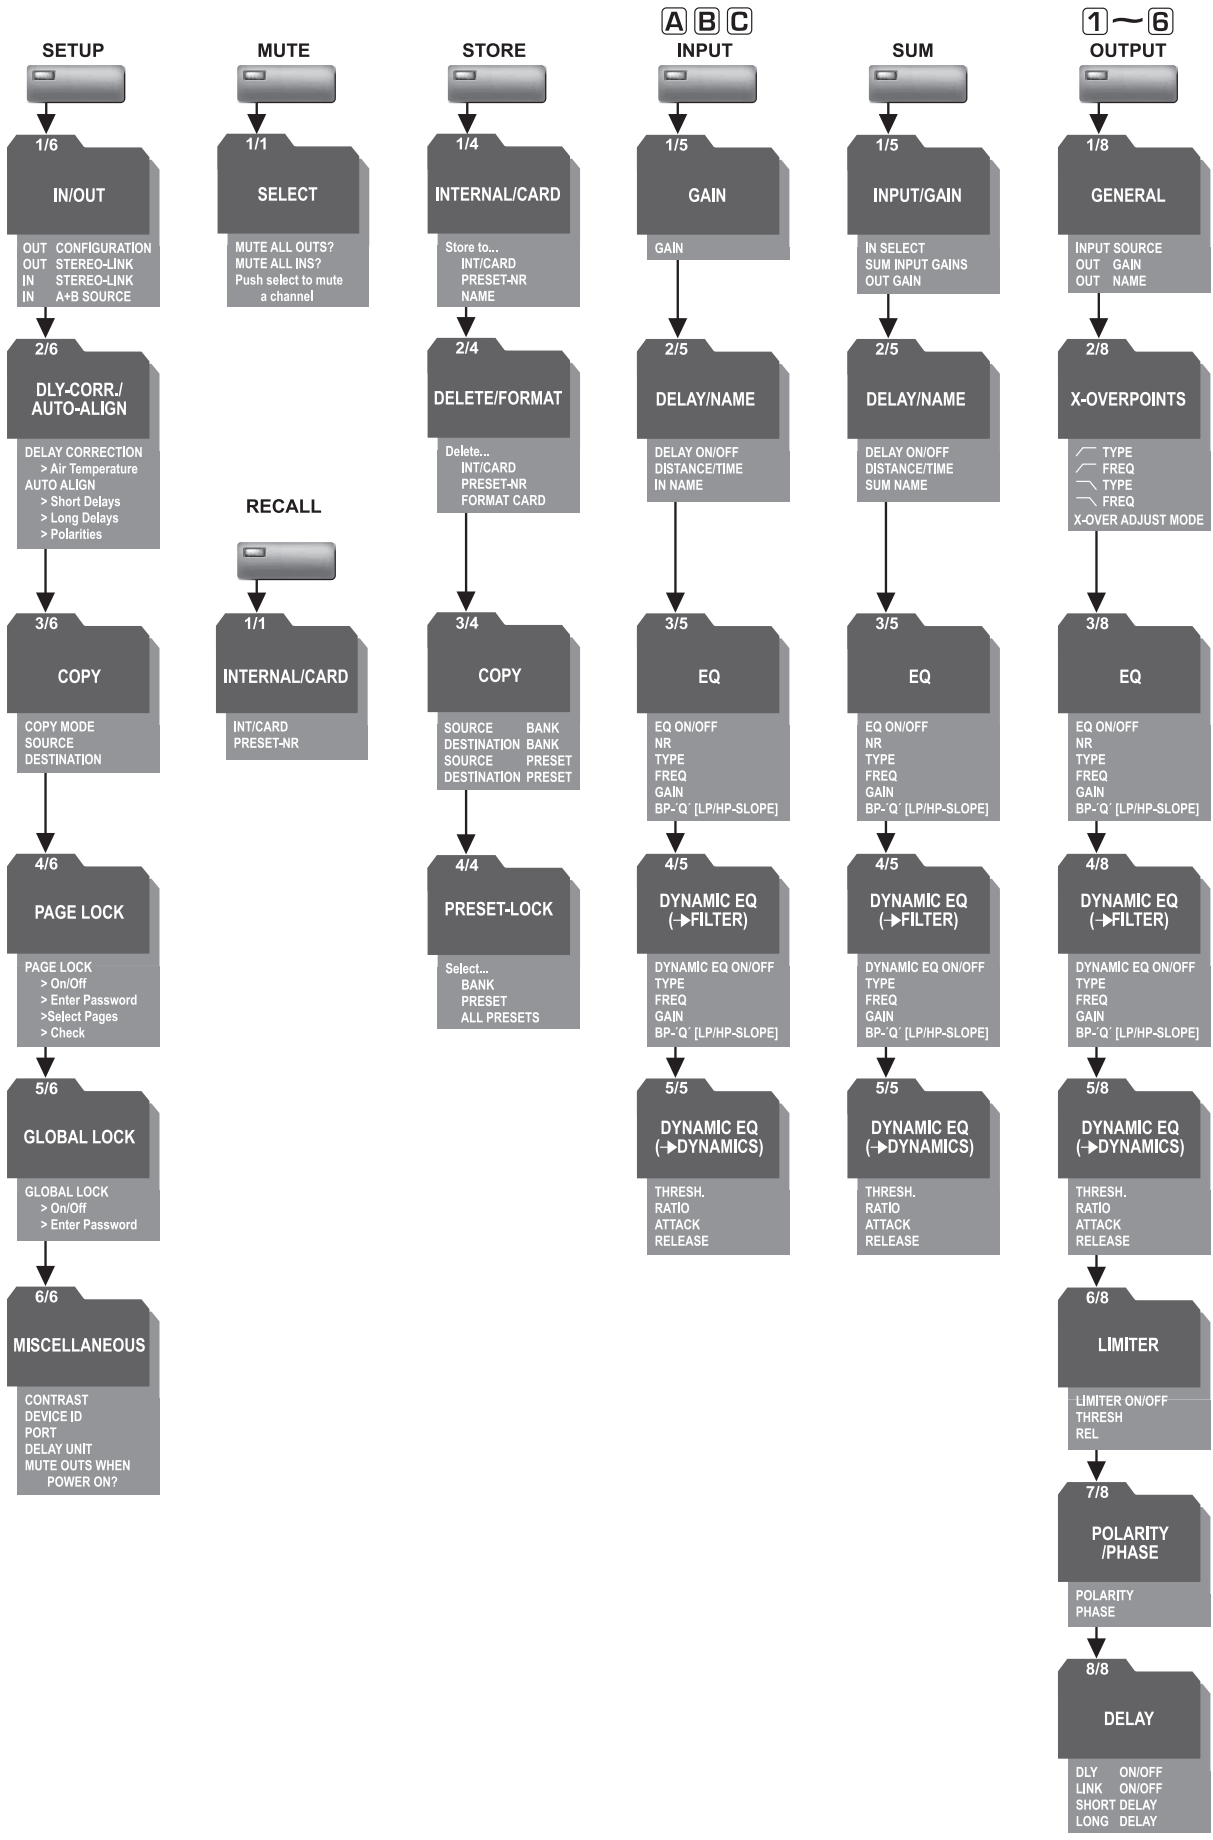 SETUP
1/6
IN/OUT
OUT CONFIGURATION
OUT STEREO-LINK
IN STEREO-LINK
IN A+B SOURCE
2/6
DLY-CORR./
AUTO-ALIGN
DELAY CORRECTION
> Air Temperature
AUTO ALIGN
> Short Delays
> Long Delays
> Polarities
3/6
COPY
COPY MODE
SOURCE
DESTINATION
4/6
PAGE LOCK
PAGE LOCK
> On/Off
> Enter Password
>Select Pages
> Check
5/6
GLOBAL LOCK
GLOBAL LOCK
> On/Off
> Enter Password
6/6
MISCELLANEOUS
CONTRAST
DEVICE ID
PORT
DELAY UNIT
MUTE OUTS WHEN
POWER ON?
MUTE
1/1
SELECT
MUTE ALL OUTS?
MUTE ALL INS?
Push select to mute
a channel
RECALL
1/1
INTERNAL/CARD
INT/CARD
PRESET-NR
STORE
1/4
INTERNAL/CARD
Store to...
INT/CARD
PRESET-NR
NAME
2/4
DELETE/FORMAT
Delete...
INT/CARD
PRESET-NR
FORMAT CARD
3/4
COPY
SOURCE BANK
DESTINATION BANK
SOURCE PRESET
DESTINATION PRESET
4/4
PRESET-LOCK
Select...
BANK
PRESET
ALL PRESETS
A B C
INPUT
1/5
GAIN
GAIN
2/5
DELAY/NAME
DELAY ON/OFF
DISTANCE/TIME
IN NAME
3/5
EQ
EQ ON/OFF
NR
TYPE
FREQ
GAIN
BP-´Q´ [LP/HP-SLOPE]
4/5
DYNAMIC EQ
(→FILTER)
DYNAMIC EQ ON/OFF
TYPE
FREQ
GAIN
BP-´Q´ [LP/HP-SLOPE]
5/5
DYNAMIC EQ
(→DYNAMICS)
THRESH.
RATIO
ATTACK
RELEASE
SUM
1/5
INPUT/GAIN
IN SELECT
SUM INPUT GAINS
OUT GAIN
2/5
DELAY/NAME
DELAY ON/OFF
DISTANCE/TIME
SUM NAME
3/5
EQ
EQ ON/OFF
NR
TYPE
FREQ
GAIN
BP-´Q´ [LP/HP-SLOPE]
4/5
DYNAMIC EQ
(→FILTER)
DYNAMIC EQ ON/OFF
TYPE
FREQ
GAIN
BP-´Q´ [LP/HP-SLOPE]
5/5
DYNAMIC EQ
(→DYNAMICS)
THRESH.
RATIO
ATTACK
RELEASE
1~6
OUTPUT
1/8
GENERAL
INPUT SOURCE
OUT GAIN
OUT NAME
2/8
X-OVERPOINTS
TYPE
FREQ
TYPE
FREQ
X-OVER ADJUST MODE
3/8
EQ
EQ ON/OFF
NR
TYPE
FREQ
GAIN
BP-´Q´ [LP/HP-SLOPE]
4/8
DYNAMIC EQ
(→FILTER)
DYNAMIC EQ ON/OFF
TYPE
FREQ
GAIN
BP-´Q´ [LP/HP-SLOPE]
5/8
DYNAMIC EQ
(→DYNAMICS)
THRESH.
RATIO
ATTACK
RELEASE
6/8
LIMITER
LIMITER ON/OFF
THRESH
REL
7/8
POLARITY
/PHASE
POLARITY
PHASE
8/8
DELAY
DLY ON/OFF
LINK ON/OFF
SHORT DELAY
LONG DELAY